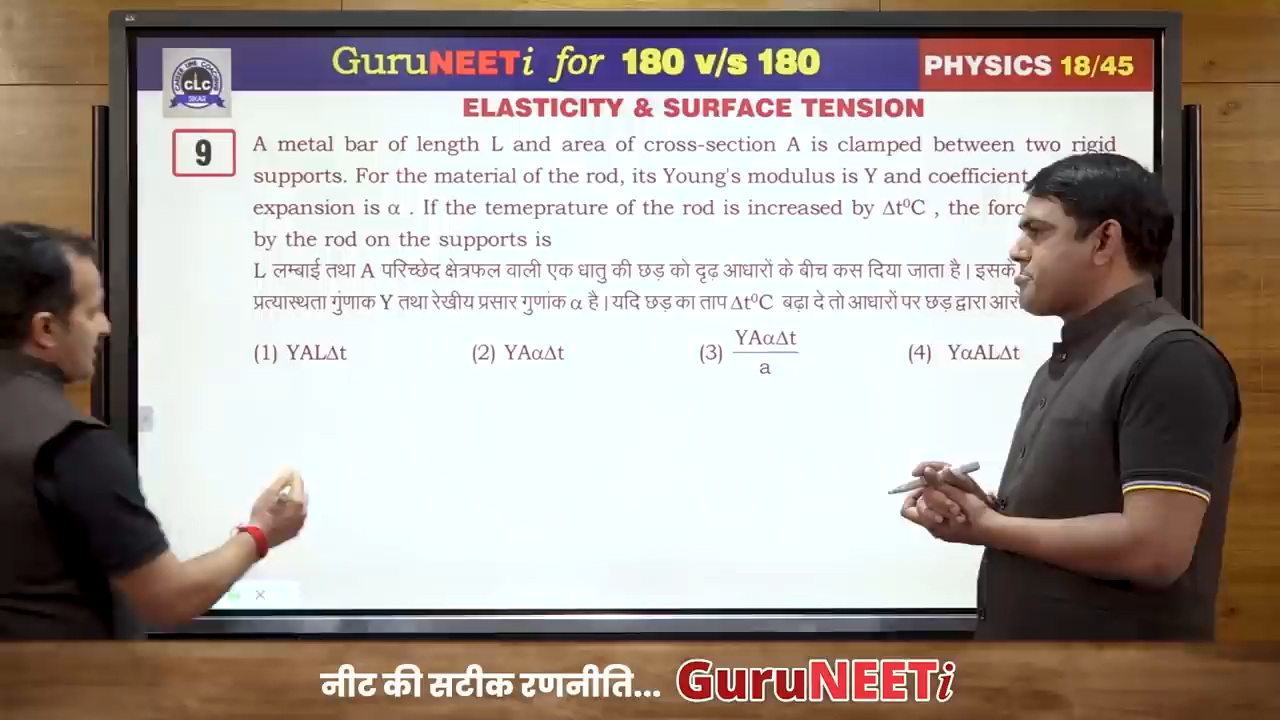 GuruNEETi for 180 v/s 180
PHYSICS 18/45
CLC
SIKAR
ELASTICITY & SURFACE TENSION
9
A metal bar of length L and area of cross-section A is clamped between two rigid
supports. For the material of the rod, its Young's modulus is Y and coefficient
expansion is α . If the temeprature of the rod is increased by Δt⁰C , the
by the rod on the supports is
L लम्बाई तथा A परिच्छेद क्षेत्रफल वाली एक धातु की छड़ को दृढ़ आधारों के बीच कस दिया जाता है। इसके
प्रत्यास्थता गुंणाक Y तथा रेखीय प्रसार गुणांक α है। यदि छड़ का ताप Δt⁰C बढ़ा दे तो आधारों पर छड़ द्वारा
(1) YALΔt (2) YAαΔt (3) YAαΔt / a (4) YαALΔt
नीट की सटीक रणनीति... GuruNEETi